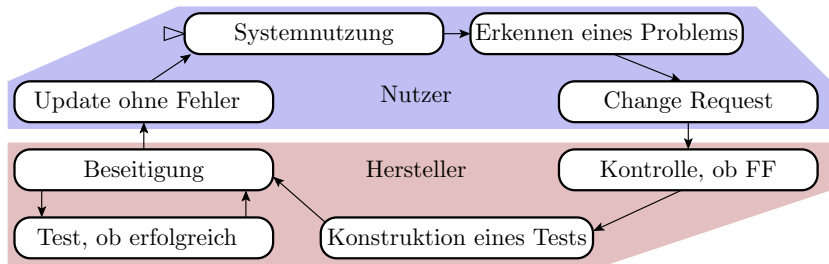 Systemnutzung
Erkennen eines Problems
Update ohne Fehler
Nutzer
Change Request
Beseitigung
Hersteller
Kontrolle, ob FF
Test, ob erfolgreich
Konstruktion eines Tests